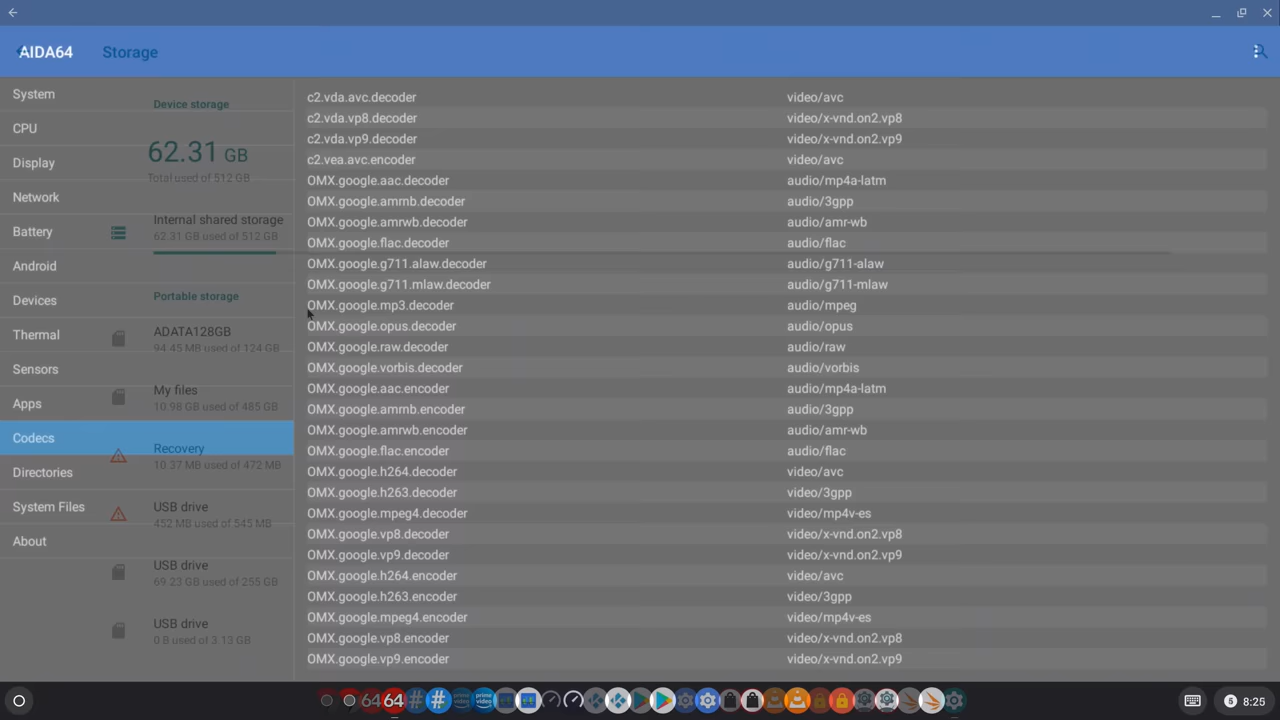 AIDA64 Storage
System
CPU
Display
Network
Battery
Android
Devices
Thermal
Sensors
Apps
Codecs
Directories
System Files
About
Device storage
62.31 GB
Total used of 512 GB
Internal shared storage
62.31 GB used of 512 GB
Portable storage
ADATA128GB
94.45 MB used of 124 GB
My files
10.98 GB used of 485 GB
Recovery
10.37 MB used of 472 MB
USB drive
452 MB used of 545 MB
USB drive
69.23 GB used of 255 GB
USB drive
0 B used of 3.13 GB
c2.vda.avc.decoder video/avc
c2.vda.vp8.decoder video/x-vnd.on2.vp8
c2.vda.vp9.decoder video/x-vnd.on2.vp9
c2.vea.avc.encoder video/avc
OMX.google.aac.decoder audio/mp4a-latm
OMX.google.amrnb.decoder audio/3gpp
OMX.google.amrwb.decoder audio/amr-wb
OMX.google.flac.decoder audio/flac
OMX.google.g711.alaw.decoder audio/g711-alaw
OMX.google.g711.mlaw.decoder audio/g711-mlaw
OMX.google.mp3.decoder audio/mpeg
OMX.google.opus.decoder audio/opus
OMX.google.raw.decoder audio/raw
OMX.google.vorbis.decoder audio/vorbis
OMX.google.aac.encoder audio/mp4a-latm
OMX.google.amrnb.encoder audio/3gpp
OMX.google.amrwb.encoder audio/amr-wb
OMX.google.flac.encoder audio/flac
OMX.google.h264.decoder video/avc
OMX.google.h263.decoder video/3gpp
OMX.google.mpeg4.decoder video/mp4v-es
OMX.google.vp8.decoder video/x-vnd.on2.vp8
OMX.google.vp9.decoder video/x-vnd.on2.vp9
OMX.google.h264.encoder video/avc
OMX.google.h263.encoder video/3gpp
OMX.google.mpeg4.encoder video/mp4v-es
OMX.google.vp8.encoder video/x-vnd.on2.vp8
OMX.google.vp9.encoder video/x-vnd.on2.vp9
64 64 # # prime video prime video 5 8:25